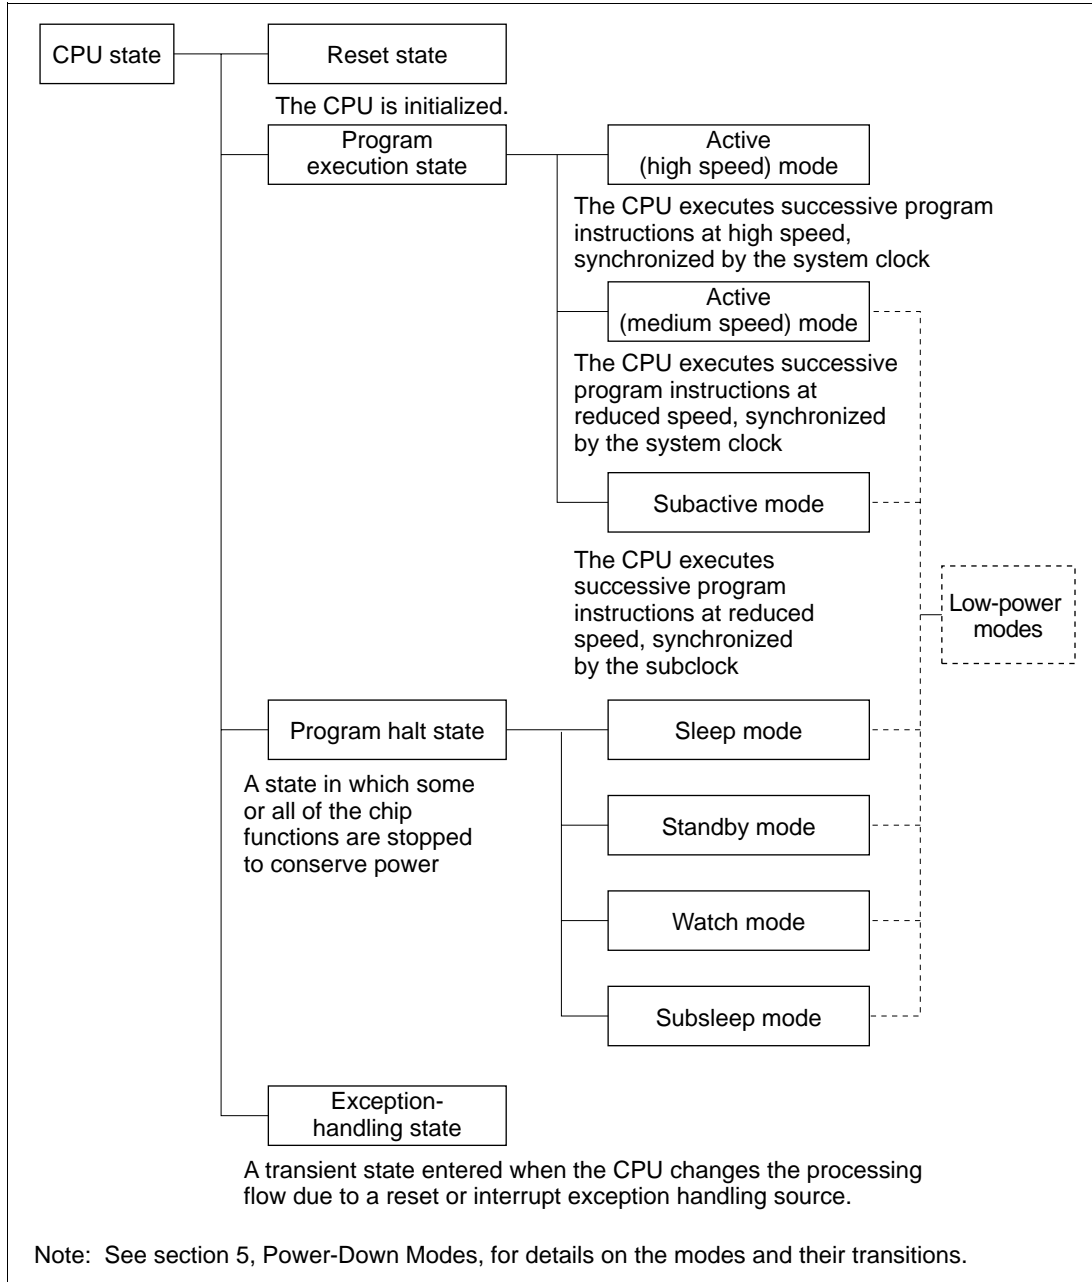 CPU state
Reset state
The CPU is initialized.
Program
execution state
Active
(high speed) mode
The CPU executes successive program
instructions at high speed,
synchronized by the system clock
Active
(medium speed) mode
The CPU executes successive
program instructions at
reduced speed, synchronized
by the system clock
Subactive mode
The CPU executes
successive program
instructions at reduced
speed, synchronized
by the subclock
Low-power
modes
Program halt state
A state in which some
or all of the chip
functions are stopped
to conserve power
Sleep mode
Standby mode
Watch mode
Subsleep mode
Exception-
handling state
A transient state entered when the CPU changes the processing
flow due to a reset or interrupt exception handling source.
Note: See section 5, Power-Down Modes, for details on the modes and their transitions.